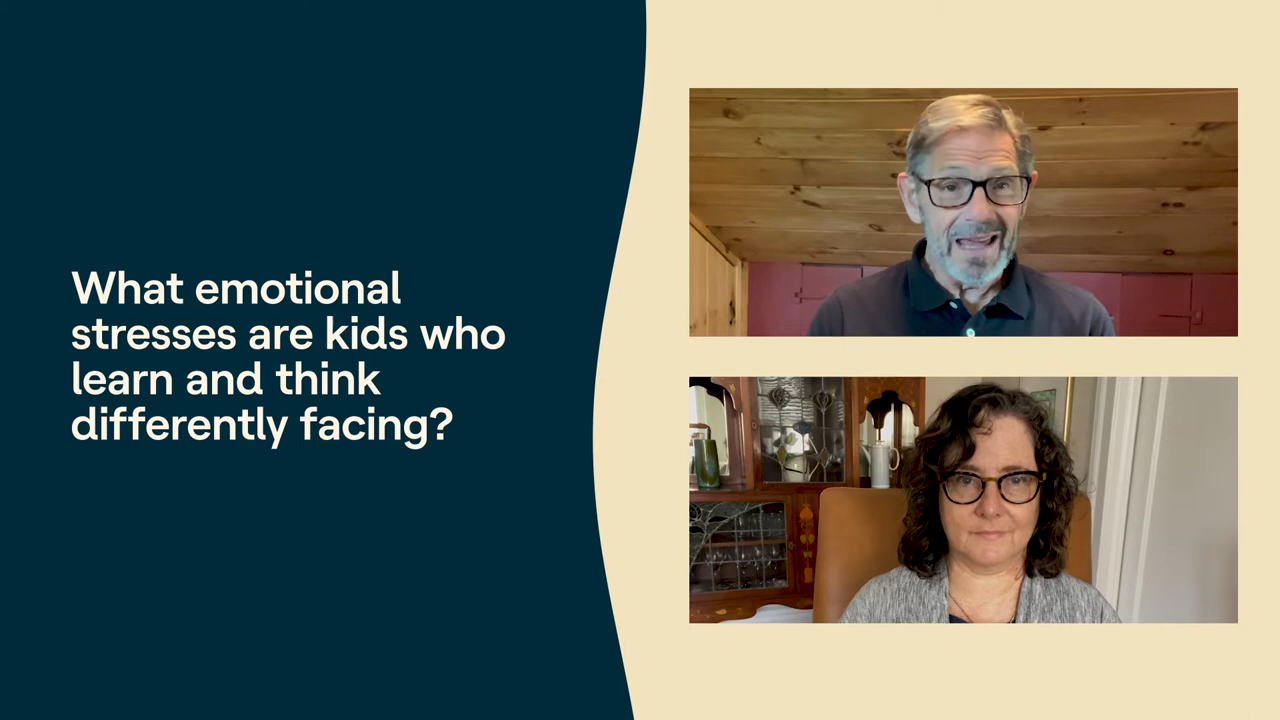 What emotional
stresses are kids who
learn and think
differently facing?